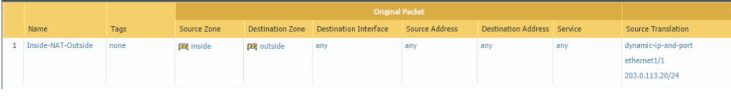 Original Packet
Name Tags Source Zone Destination Zone Destination Interface Source Address Destination Address Service Source Translation
1 Inside-NAT-Outside none inside outside any any any any dynamic-ip-and-port
ethernet1/1
203.0.113.20/24